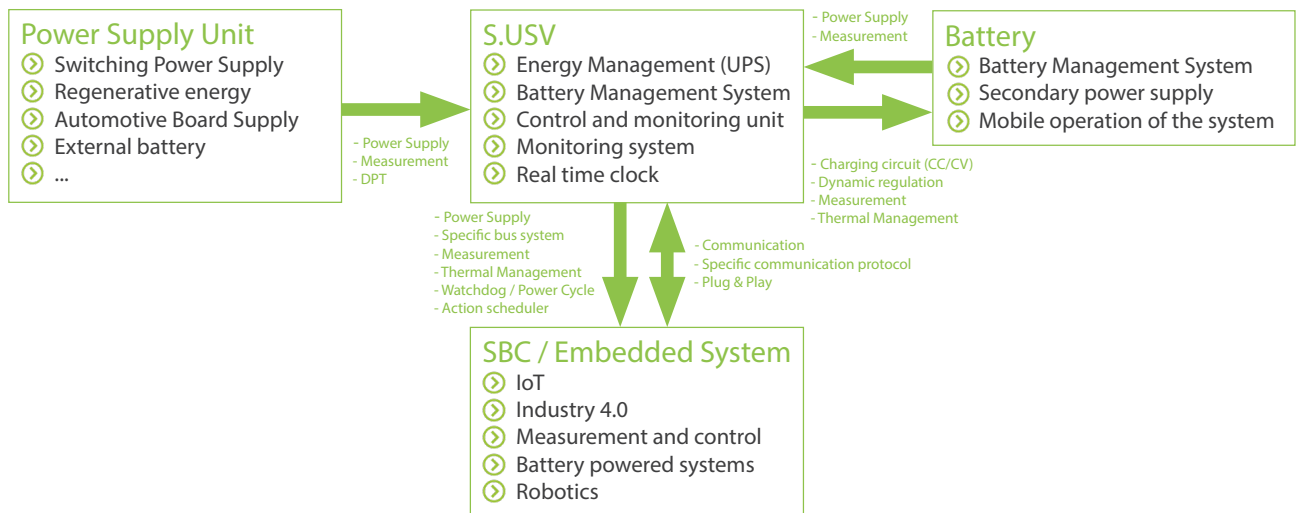 Power Supply Unit
Switching Power Supply
Regenerative energy
Automotive Board Supply
External battery
...
- Power Supply
- Measurement
- DPT
S.USV
Energy Management (UPS)
Battery Management System
Control and monitoring unit
Monitoring system
Real time clock
- Power Supply
- Measurement
Battery
Battery Management System
Secondary power supply
Mobile operation of the system
- Charging circuit (CC/CV)
- Dynamic regulation
- Measurement
- Thermal Management
- Power Supply
- Specific bus system
- Measurement
- Thermal Management
- Watchdog / Power Cycle
- Action scheduler
- Communication
- Specific communication protocol
- Plug & Play
SBC / Embedded System
IoT
Industry 4.0
Measurement and control
Battery powered systems
Robotics